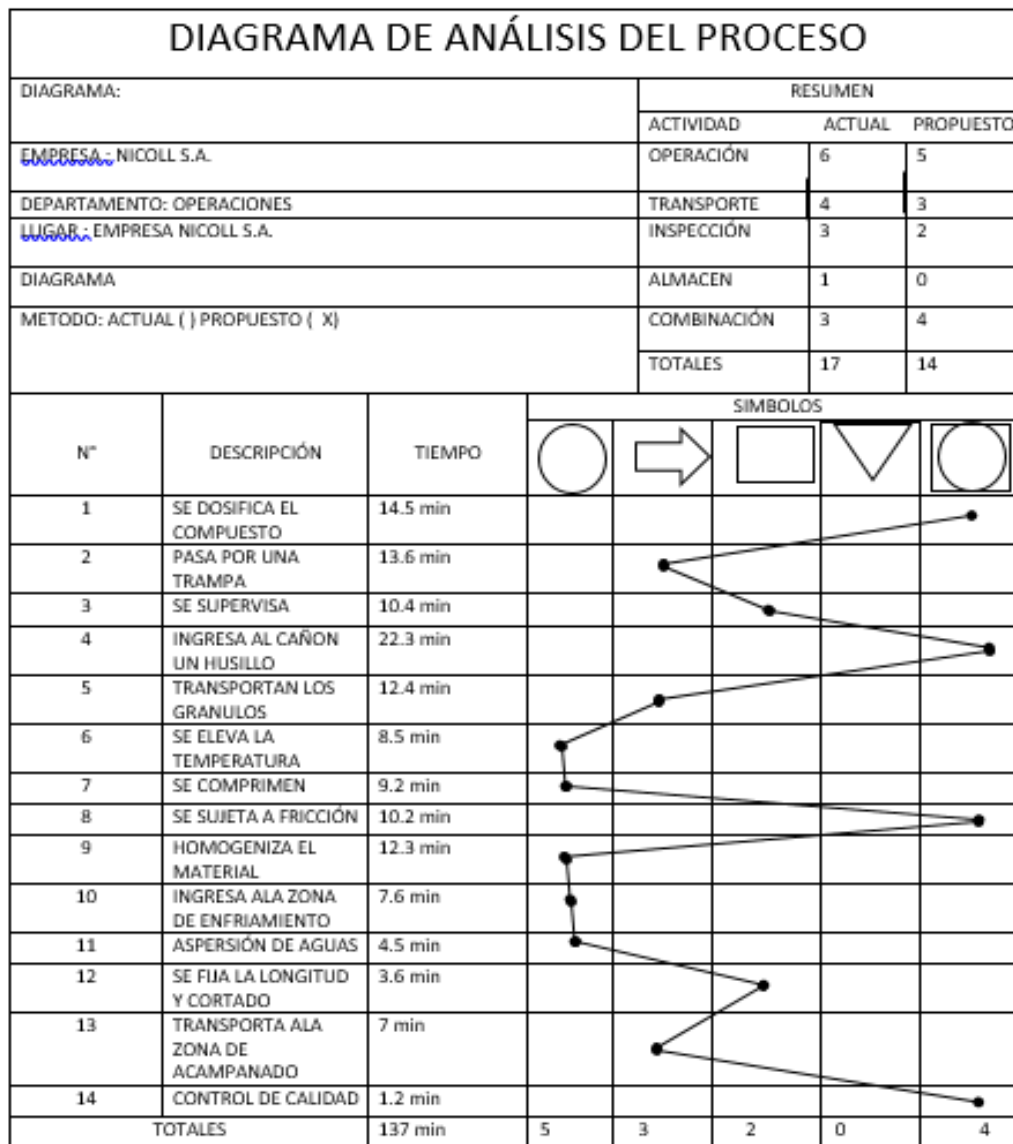 DIAGRAMA DE ANÁLISIS DEL PROCESO
DIAGRAMA:
RESUMEN
ACTIVIDAD ACTUAL PROPUESTO
EMPRESA : NICOLL S.A.
OPERACIÓN 6 5
DEPARTAMENTO: OPERACIONES
TRANSPORTE 4 3
LUGAR : EMPRESA NICOLL S.A.
INSPECCIÓN 3 2
DIAGRAMA
ALMACEN 1 0
METODO: ACTUAL ( ) PROPUESTO ( X)
COMBINACIÓN 3 4
TOTALES 17 14
SIMBOLOS
N° DESCRIPCIÓN TIEMPO
1 SE DOSIFICA EL 14.5 min
COMPUESTO
2 PASA POR UNA 13.6 min
TRAMPA
3 SE SUPERVISA 10.4 min
4 INGRESA AL CAÑON 22.3 min
UN HUSILLO
5 TRANSPORTAN LOS 12.4 min
GRANULOS
6 SE ELEVA LA 8.5 min
TEMPERATURA
7 SE COMPRIMEN 9.2 min
8 SE SUJETA A FRICCIÓN 10.2 min
9 HOMOGENIZA EL 12.3 min
MATERIAL
10 INGRESA ALA ZONA 7.6 min
DE ENFRIAMIENTO
11 ASPERSIÓN DE AGUAS 4.5 min
12 SE FIJA LA LONGITUD 3.6 min
Y CORTADO
13 TRANSPORTA ALA 7 min
ZONA DE
ACAMPANADO
14 CONTROL DE CALIDAD 1.2 min
TOTALES 137 min 5 3 2 0 4